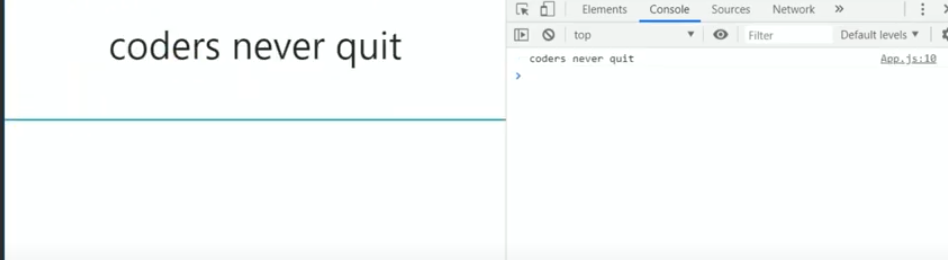 coders never quit
Elements Console Sources Network »
top Filter Default levels
coders never quit App.js:10